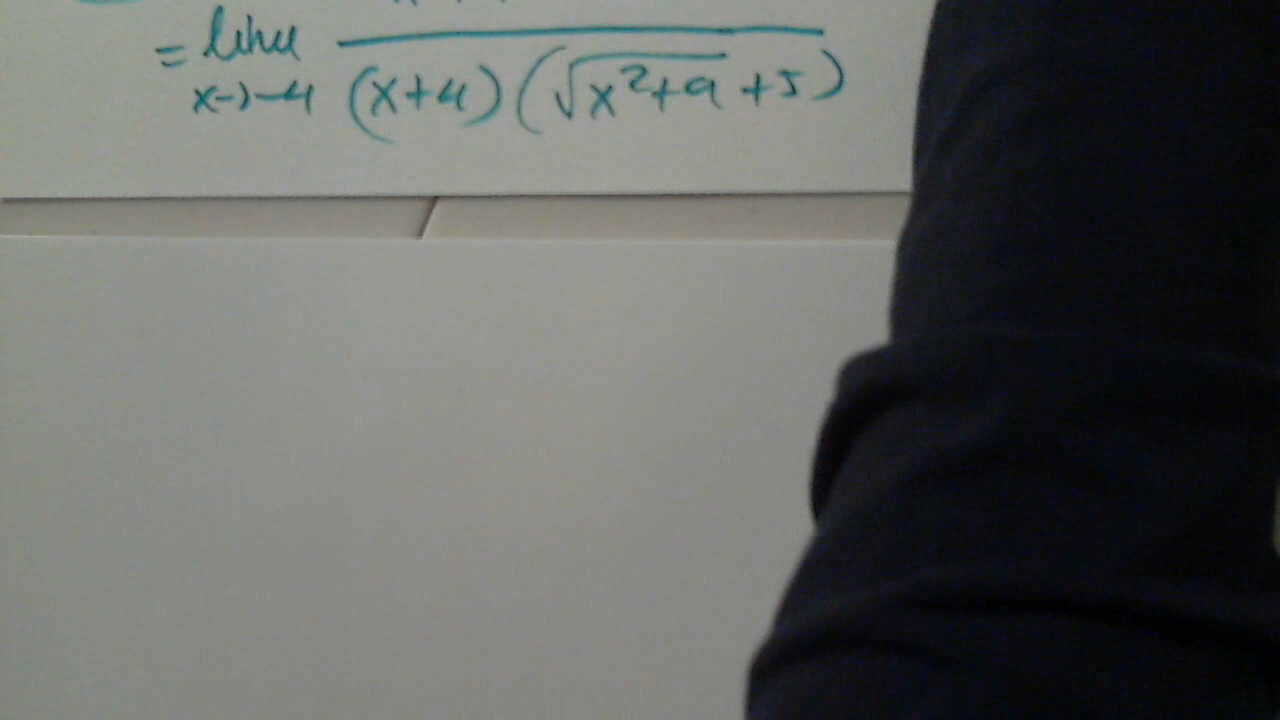 = lim
x→-4 (x+4)(√x²+9 +5)